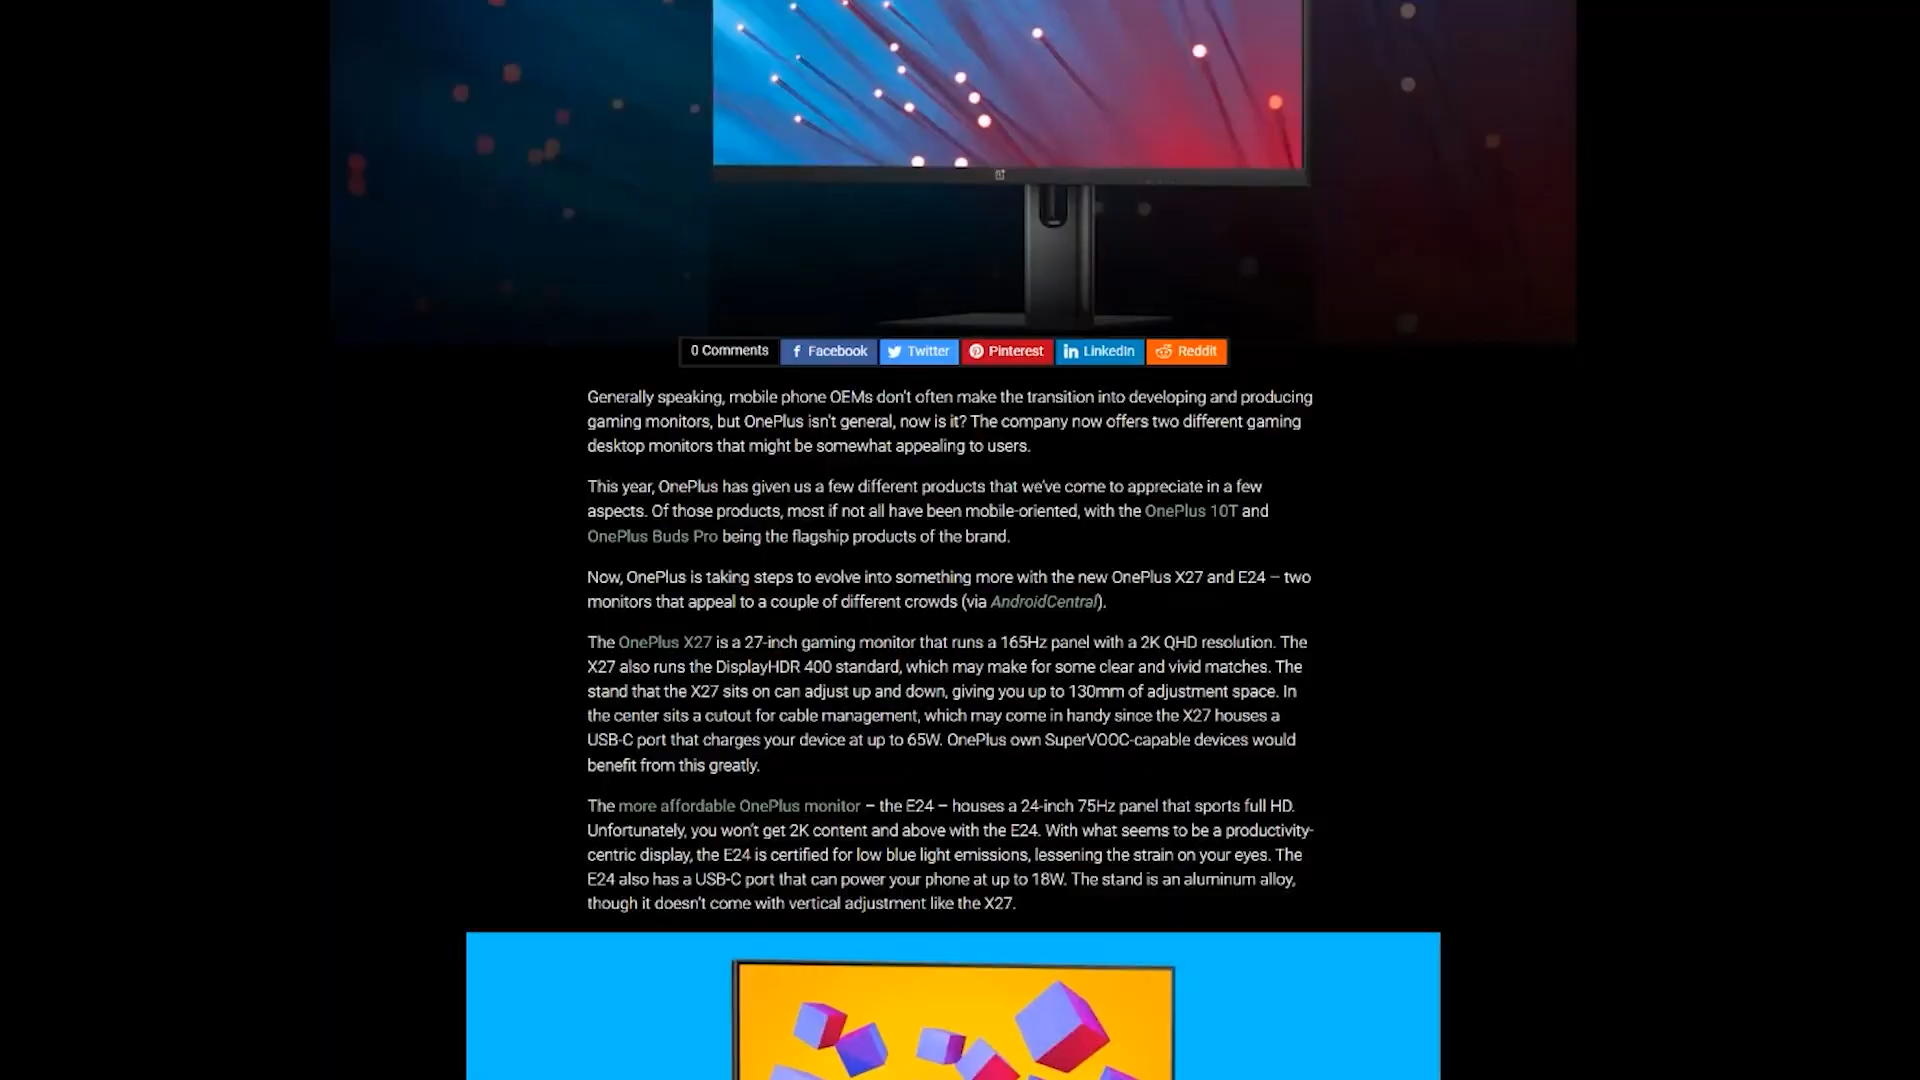 0 Comments Facebook Twitter Pinterest LinkedIn Reddit
Generally speaking, mobile phone OEMs don't often make the transition into developing and producing
gaming monitors, but OnePlus isn't general, now is it? The company now offers two different gaming
desktop monitors that might be somewhat appealing to users.
This year, OnePlus has given us a few different products that we've come to appreciate in a few
aspects. Of those products, most if not all have been mobile-oriented, with the OnePlus 10T and
OnePlus Buds Pro being the flagship products of the brand.
Now, OnePlus is taking steps to evolve into something more with the new OnePlus X27 and E24 – two
monitors that appeal to a couple of different crowds (via AndroidCentral).
The OnePlus X27 is a 27-inch gaming monitor that runs a 165Hz panel with a 2K QHD resolution. The
X27 also runs the DisplayHDR 400 standard, which may make for some clear and vivid matches. The
stand that the X27 sits on can adjust up and down, giving you up to 130mm of adjustment space. In
the center sits a cutout for cable management, which may come in handy since the X27 houses a
USB-C port that charges your device at up to 65W. OnePlus own SuperVOOC-capable devices would
benefit from this greatly.
The more affordable OnePlus monitor – the E24 – houses a 24-inch 75Hz panel that sports full HD.
Unfortunately, you won't get 2K content and above with the E24. With what seems to be a productivity-
centric display, the E24 is certified for low blue light emissions, lessening the strain on your eyes. The
E24 also has a USB-C port that can power your phone at up to 18W. The stand is an aluminum alloy,
though it doesn't come with vertical adjustment like the X27.